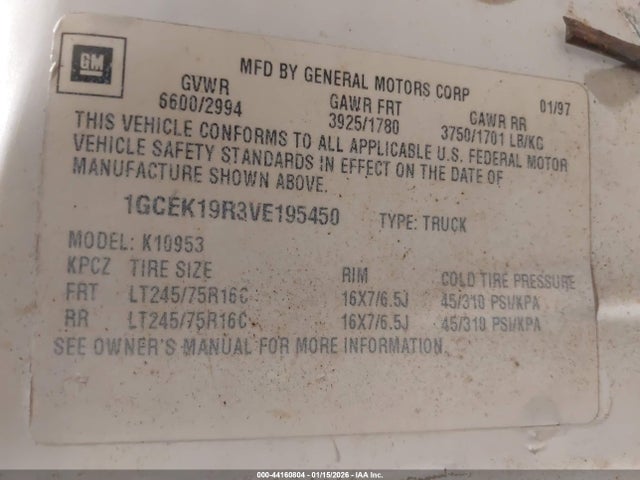 GM
MFD BY GENERAL MOTORS CORP 01/97
GVWR GAWR FRT GAWR RR
6600/2994 3925/1780 3750/1701 LB/KG
THIS VEHICLE CONFORMS TO ALL APPLICABLE U.S. FEDERAL MOTOR
VEHICLE SAFETY STANDARDS IN EFFECT ON THE DATE OF
MANUFACTURE SHOWN ABOVE.
1GCEK19R3VE195450 TYPE: TRUCK
MODEL: K10953
KPCZ TIRE SIZE RIM COLD TIRE PRESSURE
FRT LT245/75R16C 16X7/6.5J 45/310 PSI/KPA
RR LT245/75R16C 16X7/6.5J 45/310 PSI/KPA
SEE OWNER'S MANUAL FOR MORE INFORMATION.
000-44160804 - 01/15/2026 - IAA Inc.